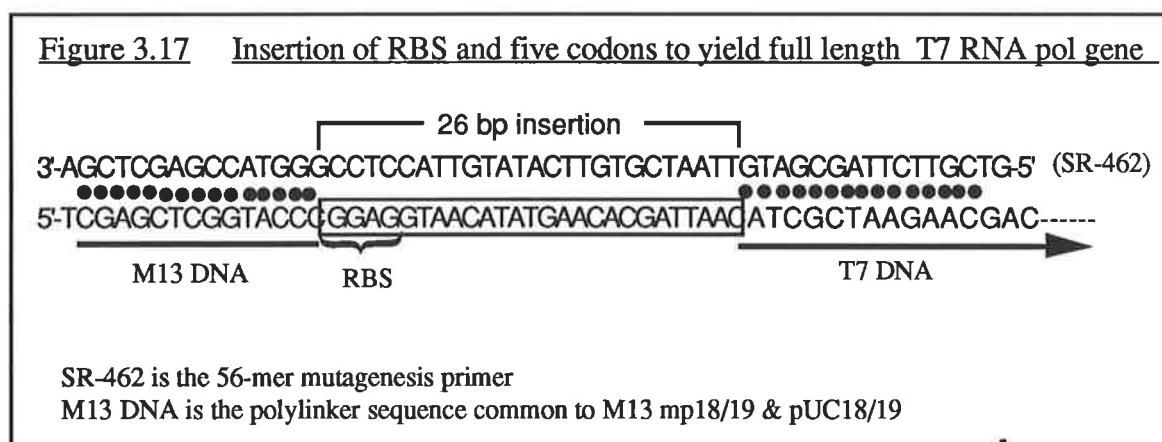 Figure 3.17 Insertion of RBS and five codons to yield full length T7 RNA pol gene
26 bp insertion
3'-AGCTCGAGCCATGGGCCTCCATTGTATACTTGTGCTAATTGTAGCGATTCTTGCTG-5' (SR-462)
5'-TCGAGCTCGGTACCCGGAGGTAACATATGAACACGATTAACATCGCTAAGAACGAC------
M13 DNA
RBS
T7 DNA
SR-462 is the 56-mer mutagenesis primer
M13 DNA is the polylinker sequence common to M13 mp18/19 & pUC18/19